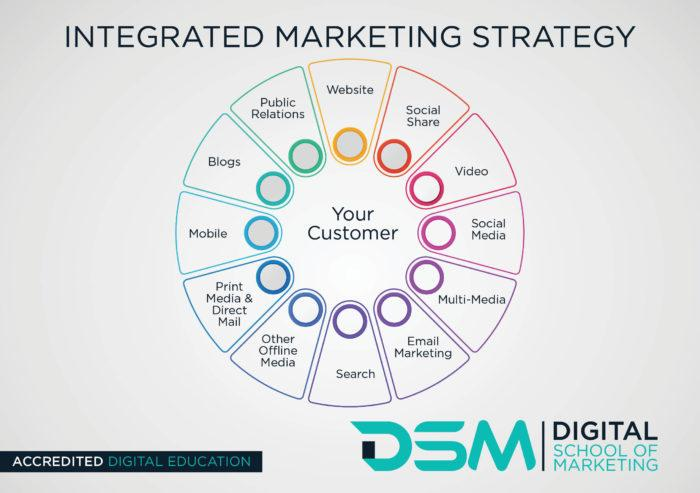 INTEGRATED MARKETING STRATEGY
Website
Social
Share
Video
Social
Media
Multi-Media
Email
Marketing
Search
Other
Offline
Media
Print
Media &
Direct
Mail
Mobile
Blogs
Public
Relations
Your
Customer
ACCREDITED DIGITAL EDUCATION
DSM
DIGITAL
SCHOOL OF
MARKETING